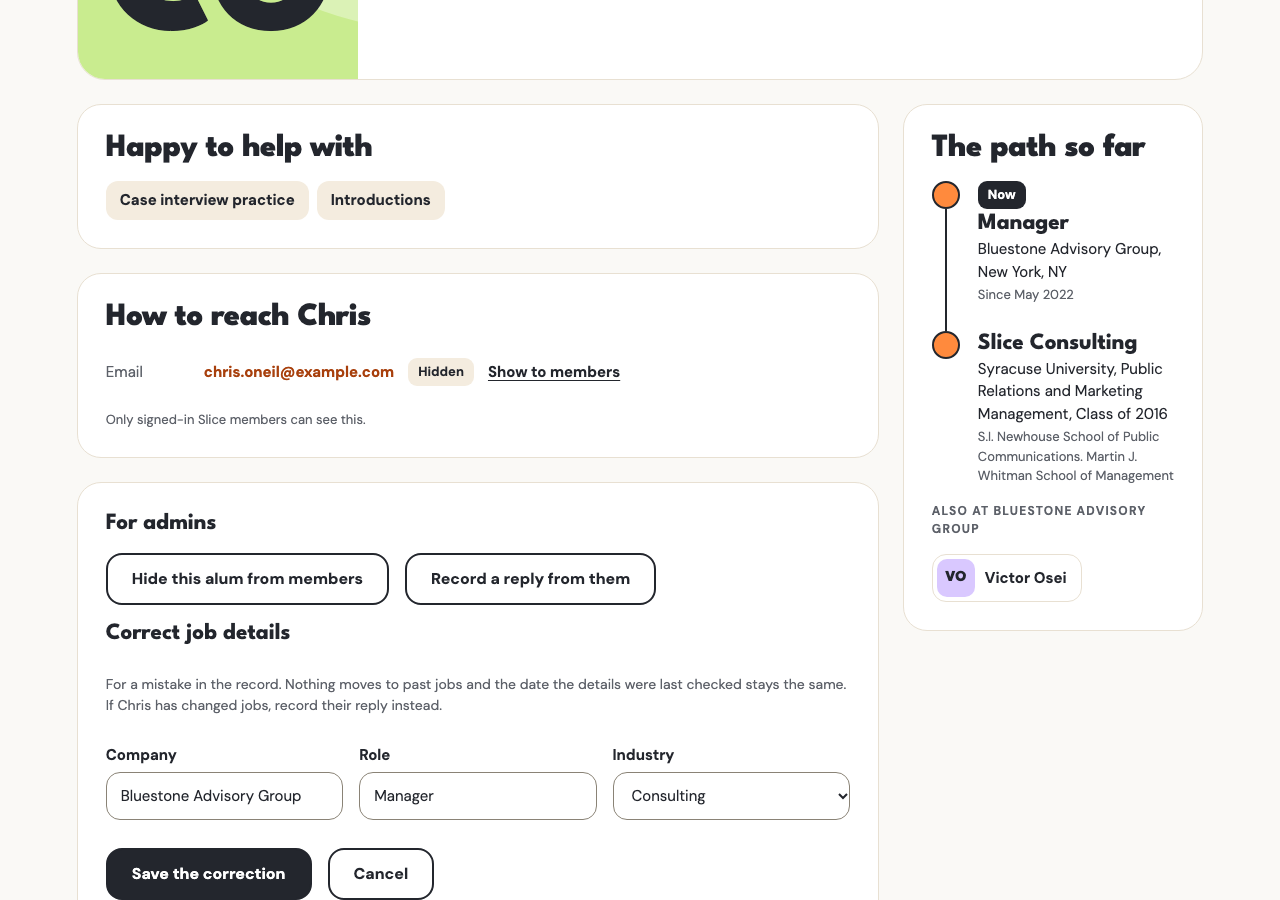 Happy to help with
Case interview practice
Introductions
How to reach Chris
Email chris.oneil@example.com Hidden Show to members
Only signed-in Slice members can see this.
For admins
Hide this alum from members
Record a reply from them
Correct job details
For a mistake in the record. Nothing moves to past jobs and the date the details were last checked stays the same.
If Chris has changed jobs, record their reply instead.
Company
Bluestone Advisory Group
Role
Manager
Industry
Consulting
Save the correction
Cancel
The path so far
Now
Manager
Bluestone Advisory Group,
New York, NY
Since May 2022
Slice Consulting
Syracuse University, Public
Relations and Marketing
Management, Class of 2016
S.I. Newhouse School of Public
Communications. Martin J.
Whitman School of Management
ALSO AT BLUESTONE ADVISORY
GROUP
VO Victor Osei